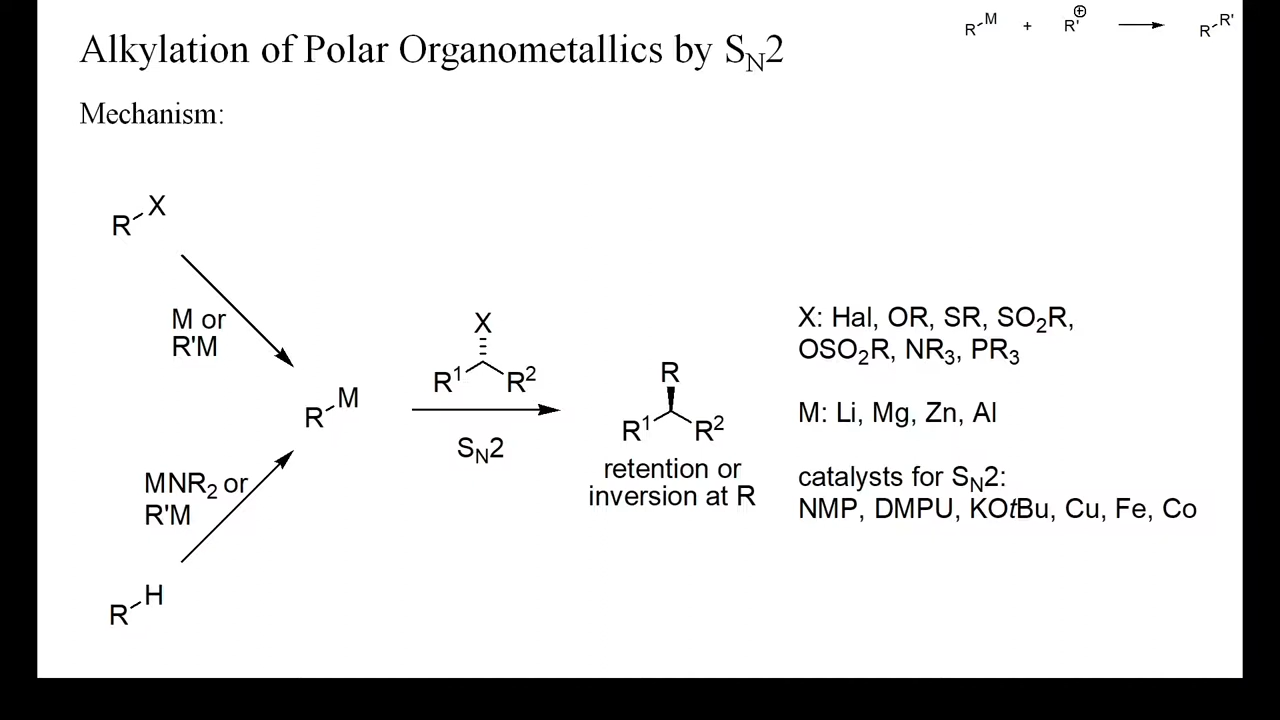 Alkylation of Polar Organometallics by SN2
R M + R' ⊕ R R'
Mechanism:
R X
M or
R'M
R M
MNR2 or
R'M
R H
X
R1 R2
SN2
R
R1 R2
retention or
inversion at R
X: Hal, OR, SR, SO2R,
OSO2R, NR3, PR3
M: Li, Mg, Zn, Al
catalysts for SN2:
NMP, DMPU, KOtBu, Cu, Fe, Co